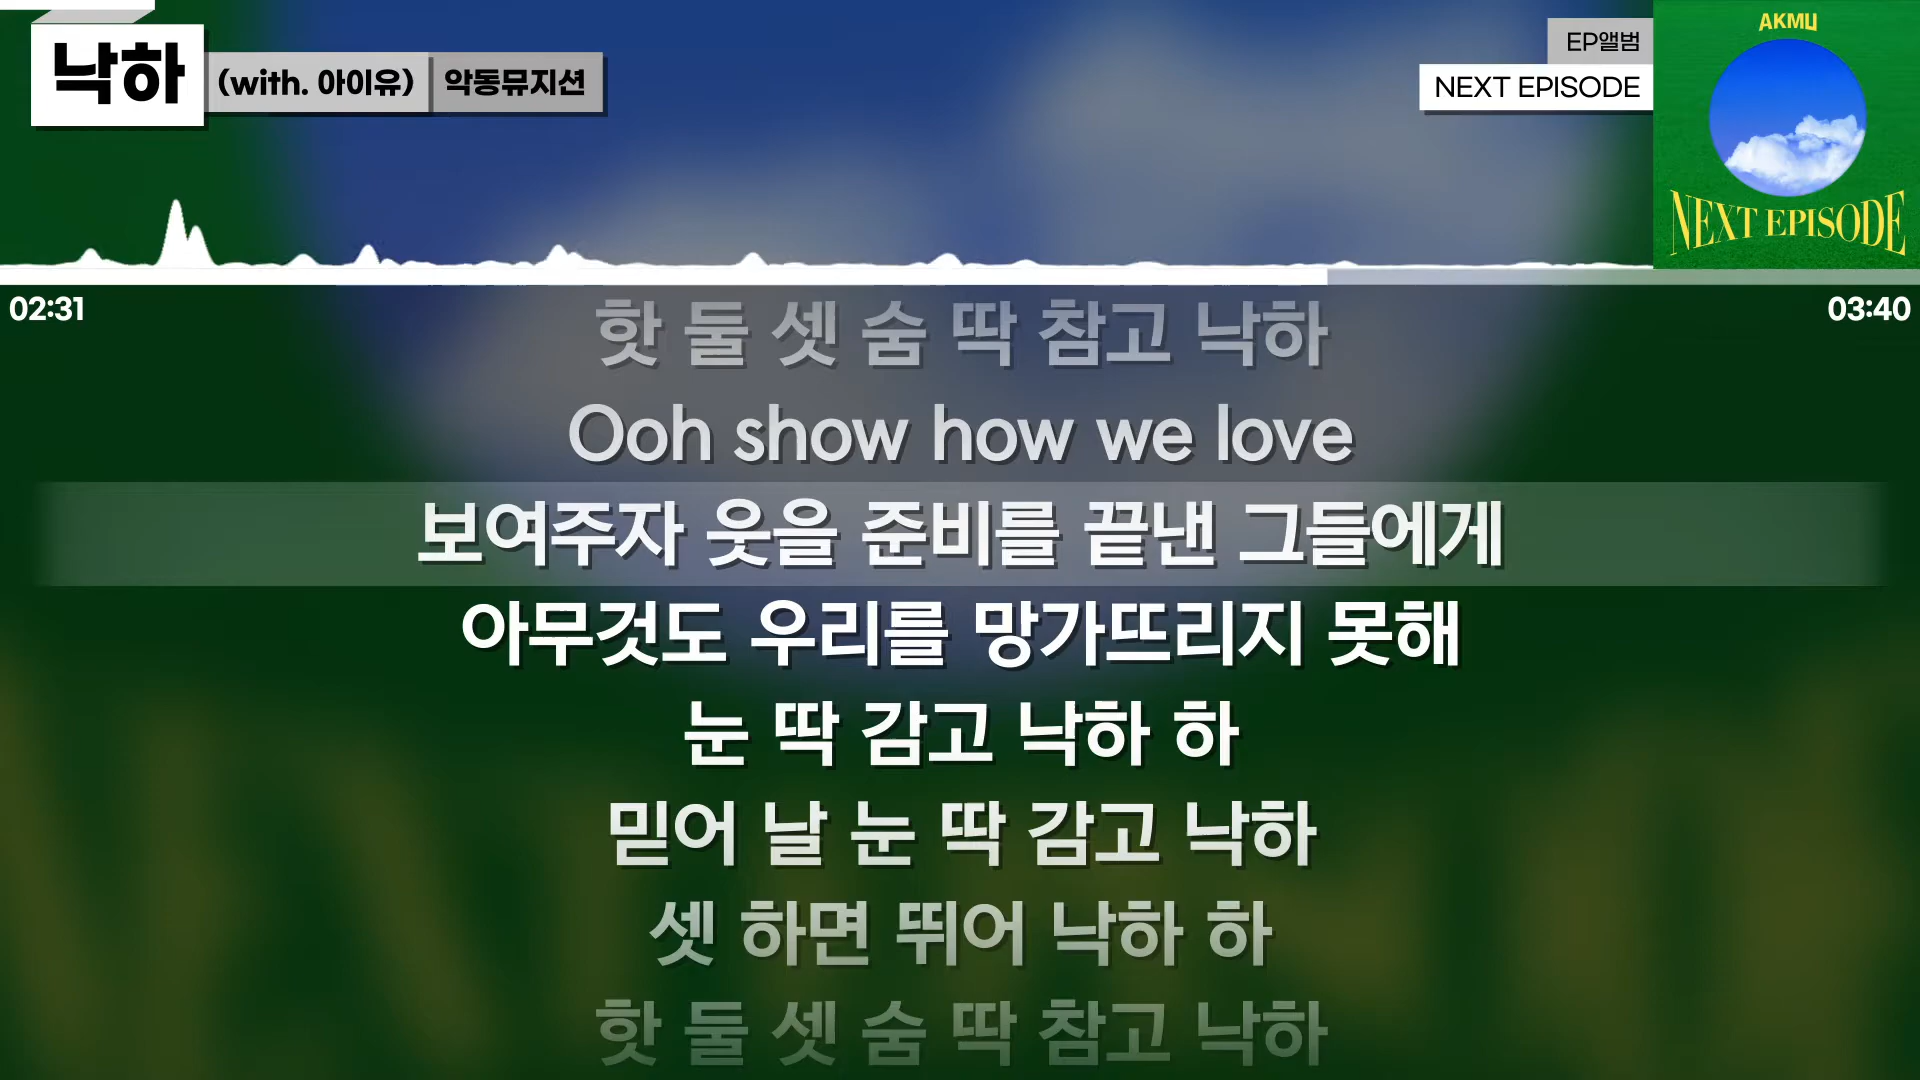 낙하
(with. 아이유)
악동뮤지션
EP앨범
NEXT EPISODE
AKMU
NEXT EPISODE
02:31
03:40
핫 둘 셋 숨 딱 참고 낙하
Ooh show how we love
보여주자 웃을 준비를 끝낸 그들에게
아무것도 우리를 망가뜨리지 못해
눈 딱 감고 낙하 하
믿어 날 눈 딱 감고 낙하
셋 하면 뛰어 낙하 하
핫 둘 셋 숨 딱 참고 낙하